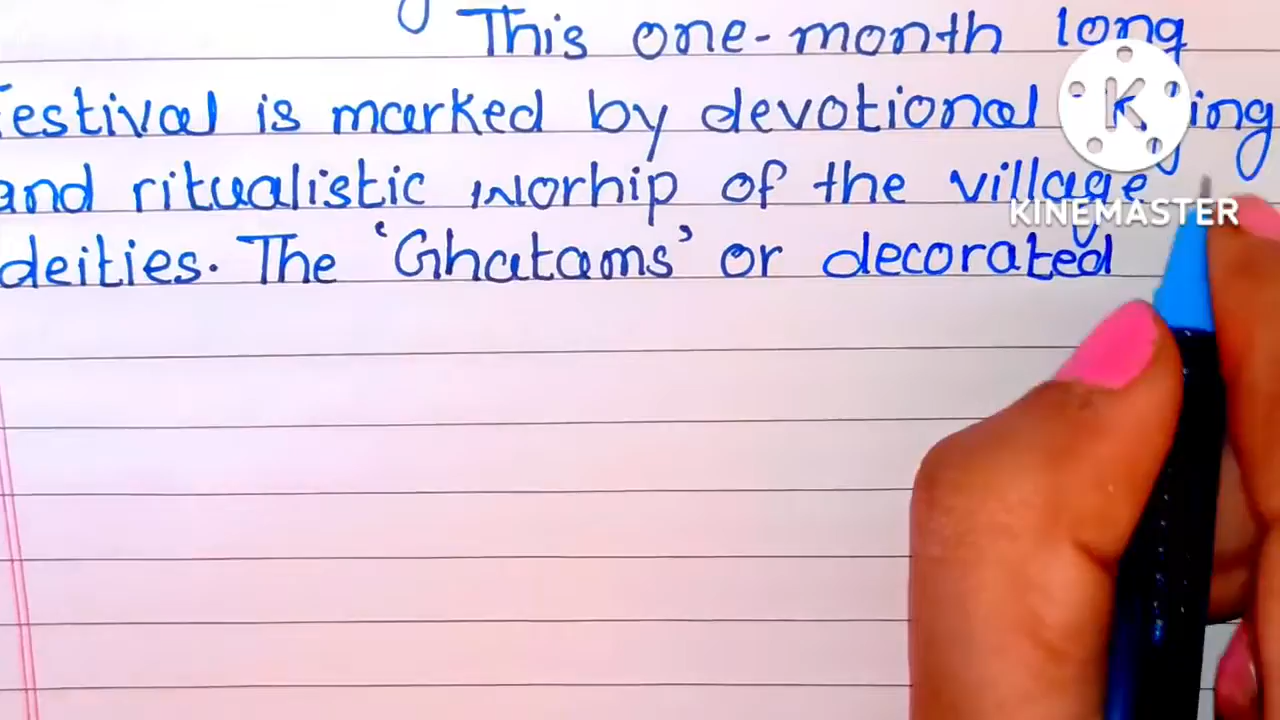 This one-month long
festival is marked by devotional
and ritualistic worhip of the village
deities. The 'Ghatams' or decorated
K
KINEMASTER